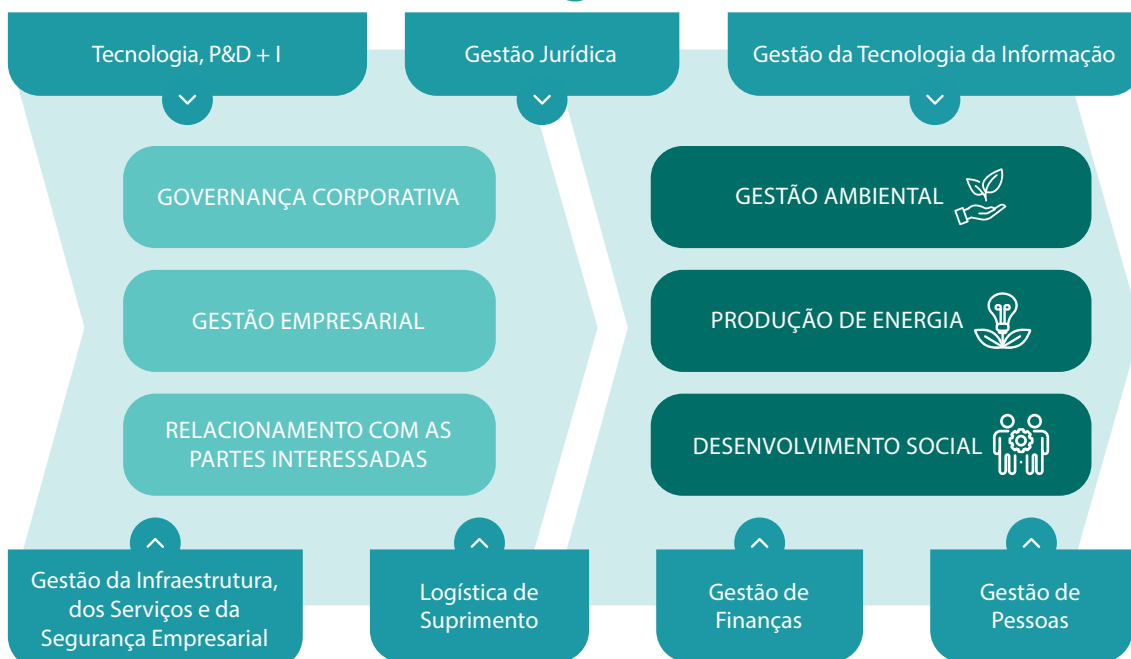 Tecnologia, P&D + I
Gestão Jurídica
Gestão da Tecnologia da Informação
GOVERNANÇA CORPORATIVA
GESTÃO EMPRESARIAL
RELACIONAMENTO COM AS
PARTES INTERESSADAS
GESTÃO AMBIENTAL
PRODUÇÃO DE ENERGIA
DESENVOLVIMENTO SOCIAL
Gestão da Infraestrutura,
dos Serviços e da
Segurança Empresarial
Logística de
Suprimento
Gestão de
Finanças
Gestão de
Pessoas